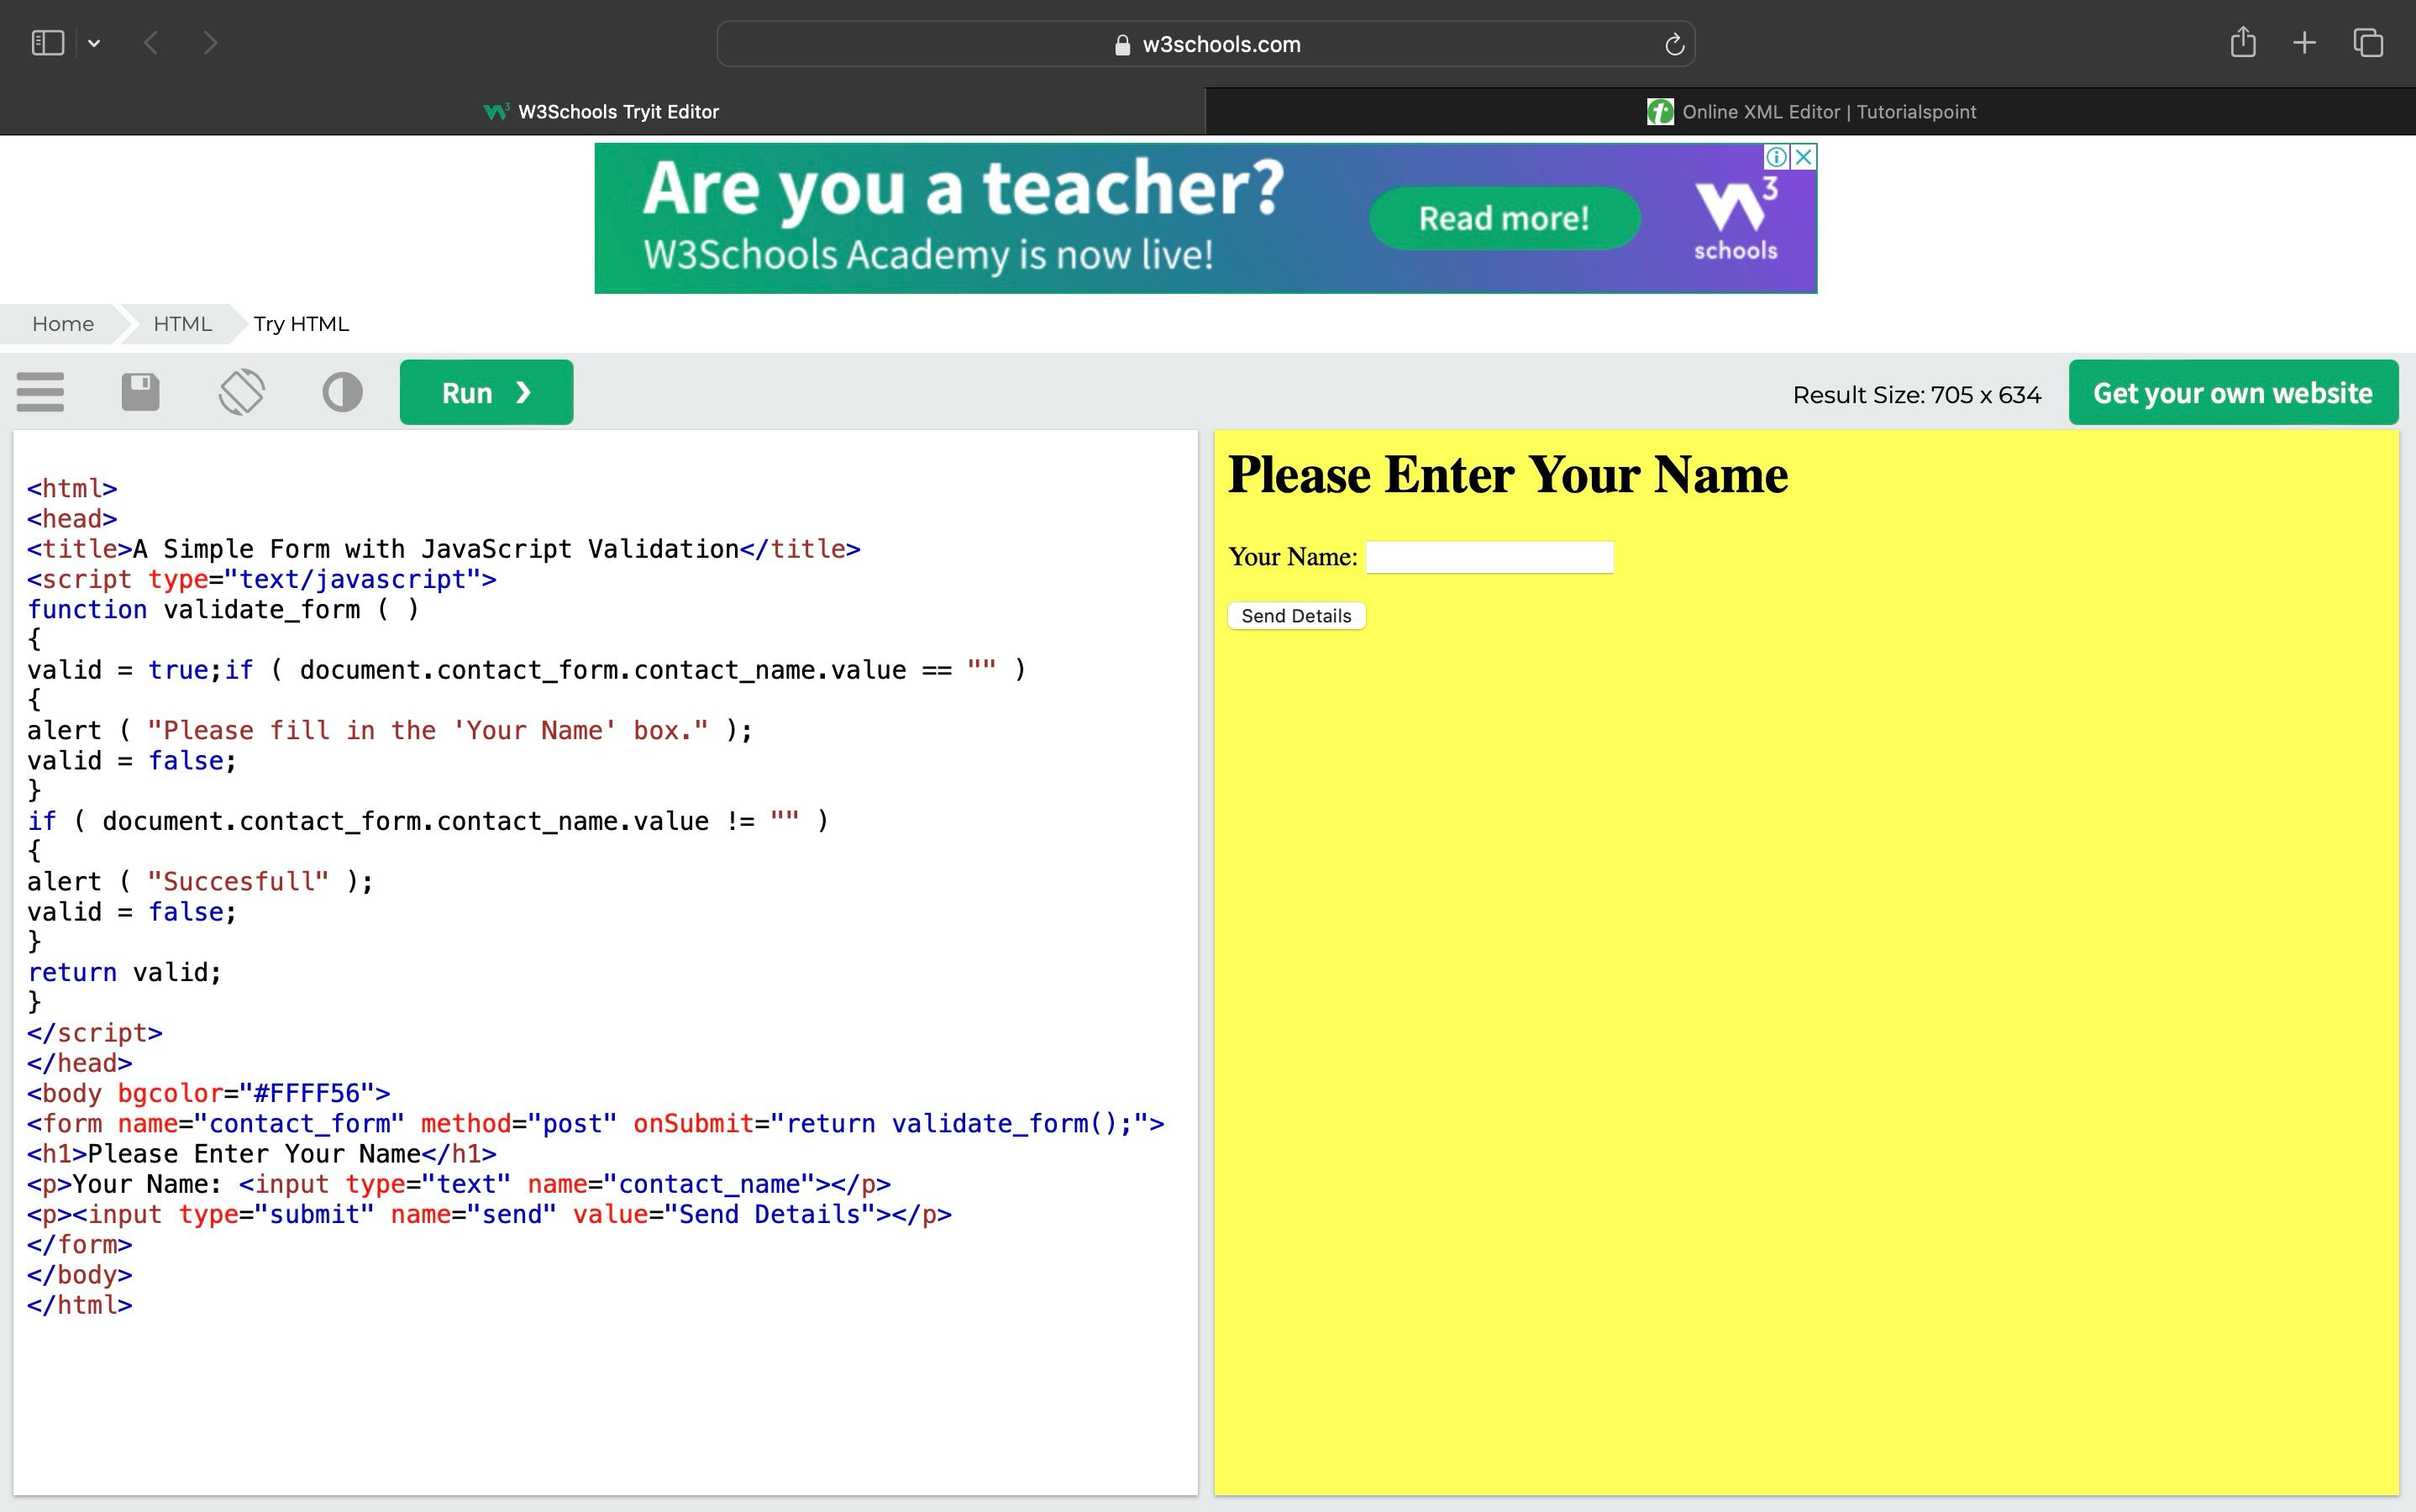 w3schools.com
W3Schools Tryit Editor
Online XML Editor | Tutorialspoint
Are you a teacher?
W3Schools Academy is now live!
Read more!
3
schools
Home
HTML
Try HTML
Run ❯
Result Size: 705 x 634
Get your own website
<html>
<head>
<title>A Simple Form with JavaScript Validation</title>
<script type="text/javascript">
function validate_form ( )
{
valid = true;if ( document.contact_form.contact_name.value == "" )
{
alert ( "Please fill in the 'Your Name' box." );
valid = false;
}
if ( document.contact_form.contact_name.value != "" )
{
alert ( "Succesfull" );
valid = false;
}
return valid;
}
</script>
</head>
<body bgcolor="#FFFF56">
<form name="contact_form" method="post" onSubmit="return validate_form();">
<h1>Please Enter Your Name</h1>
<p>Your Name: <input type="text" name="contact_name"></p>
<p><input type="submit" name="send" value="Send Details"></p>
</form>
</body>
</html>
Please Enter Your Name
Your Name:
Send Details